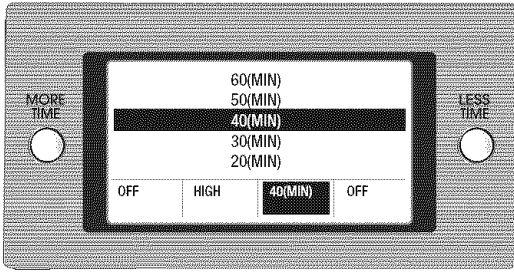 60(MIN)
50(MIN)
MORE TIME
40(MIN)
LESS TIME
30(MIN)
20(MIN)
OFF HIGH 40(MIN) OFF